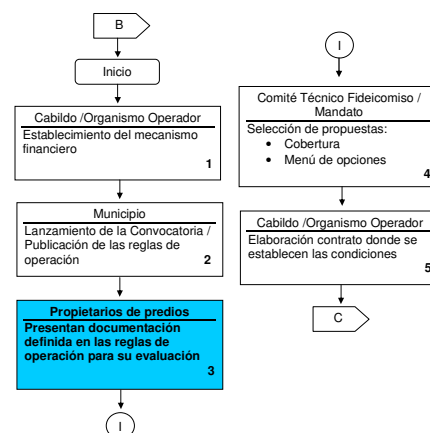 B
Inicio
Cabildo /Organismo Operador
Establecimiento del mecanismo
financiero
1
Municipio
Lanzamiento de la Convocatoria /
Publicación de las reglas de
operación 2
Propietarios de predios
Presentan documentación
definida en las reglas de
operación para su evaluación
3
I
I
Comité Técnico Fideicomiso /
Mandato
Selección de propuestas:
• Cobertura
• Menú de opciones
4
Cabildo /Organismo Operador
Elaboración contrato donde se
establecen las condiciones
5
C